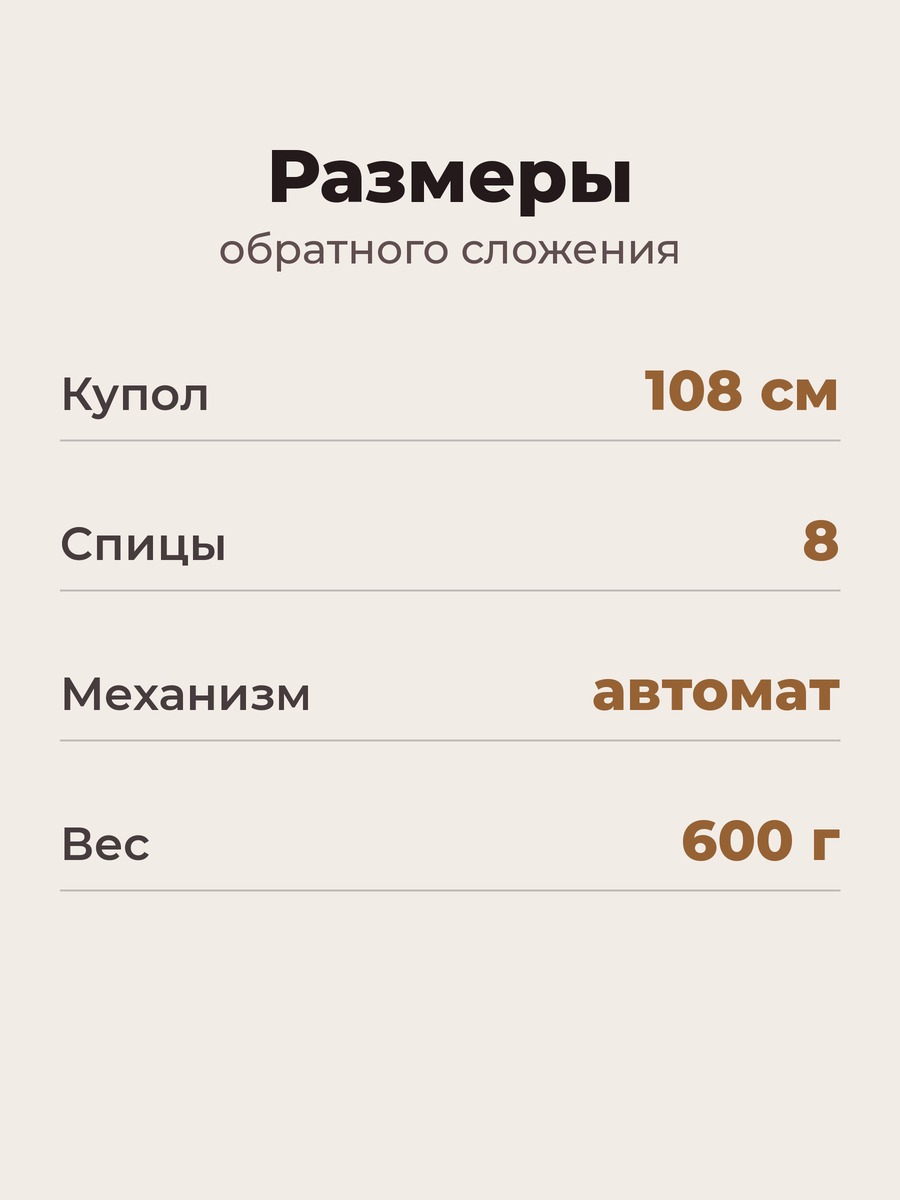 Размеры
обратного сложения
Купол 108 см
Спицы 8
Механизм автомат
Вес 600 г